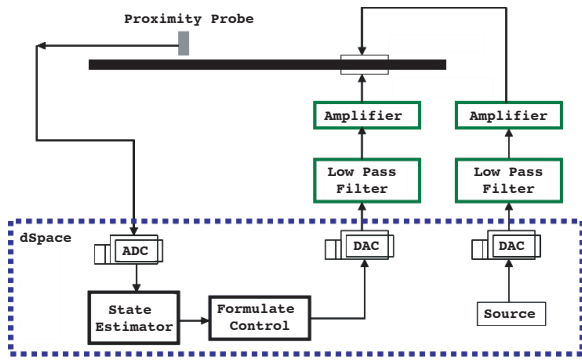 Proximity Probe
Amplifier
Amplifier
Low Pass
Filter
Low Pass
Filter
dSpace
ADC
DAC
DAC
State
Estimator
Formulate
Control
Source